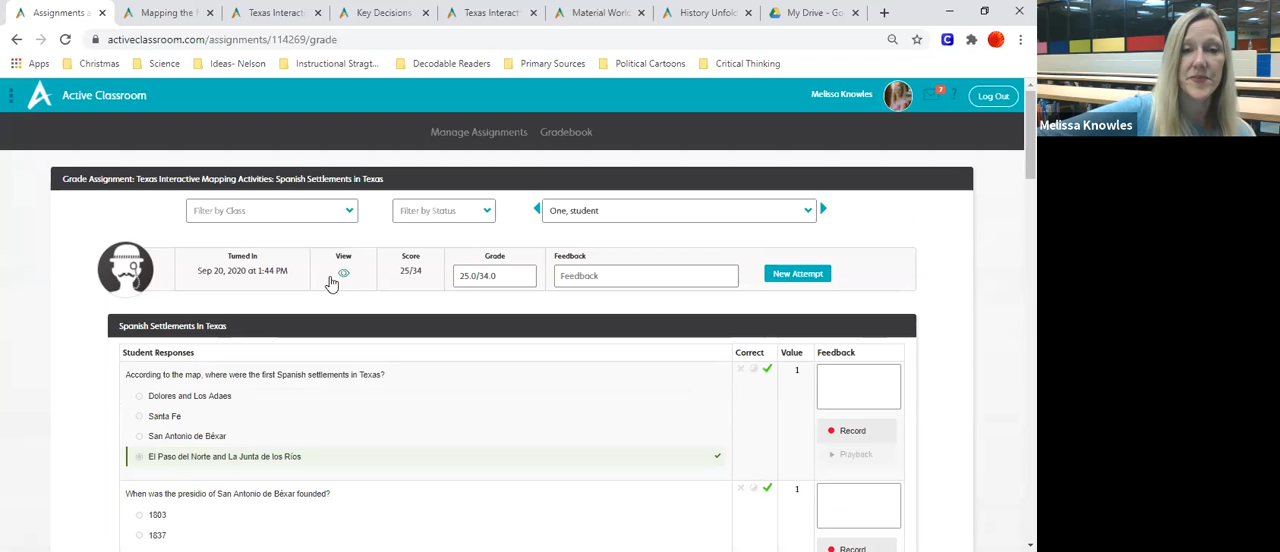 Assignments a
Mapping the F
Texas Interac
Key Decisions
Texas Interact
Material Worl
History Unfol
My Drive - Go
activeclassroom.com/assignments/114269/grade
Apps
Christmas
Science
Ideas- Nelson
Instructional Stragt...
Decodable Readers
Primary Sources
Political Cartoons
Critical Thinking
Active Classroom
Melissa Knowles
7
?
Log Out
Manage Assignments Gradebook
Grade Assignment: Texas Interactive Mapping Activities: Spanish Settlements in Texas
Filter by Class
Filter by Status
One, student
Turned In
Sep 20, 2020 at 1:44 PM
View
Score
25/34
Grade
25.0/34.0
Feedback
Feedback
New Attempt
Spanish Settlements In Texas
Student Responses
Correct
Value
Feedback
According to the map, where were the first Spanish settlements in Texas?
1
Dolores and Los Adaes
Santa Fe
San Antonio de Béxar
El Paso del Norte and La Junta de los Ríos
Record
Playback
When was the presidio of San Antonio de Béxar founded?
1
1803
1837
Record
Melissa Knowles